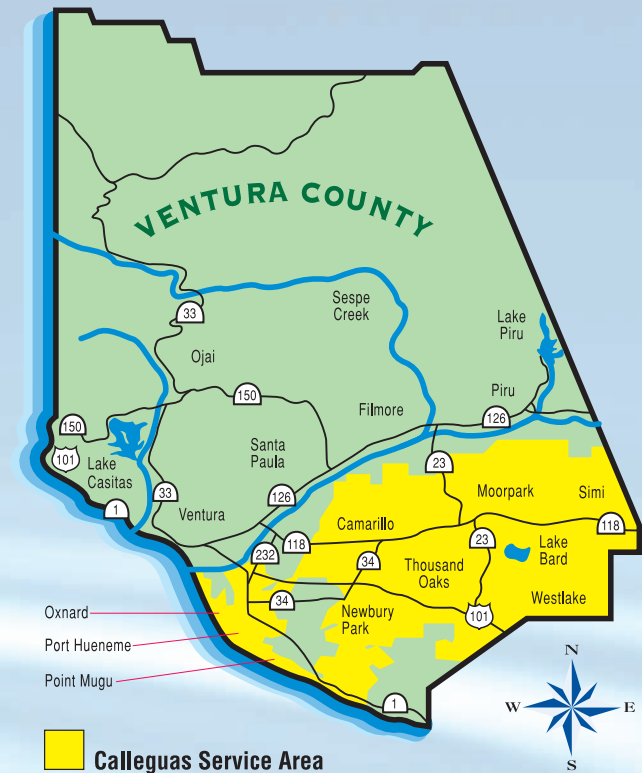 VENTURA COUNTY
Sespe
Creek
33
Lake
Piru
Ojai
150
Piru
Filmore
126
150
101
Lake
Casitas
Santa
Paula
23
33
126
Moorpark
Simi
1
Ventura
Camarillo
118
118
232
34
23
Lake
Bard
Thousand
Oaks
34
Newbury
Park
Westlake
101
Oxnard
Port Hueneme
Point Mugu
1
N
W
E
S
Calleguas Service Area